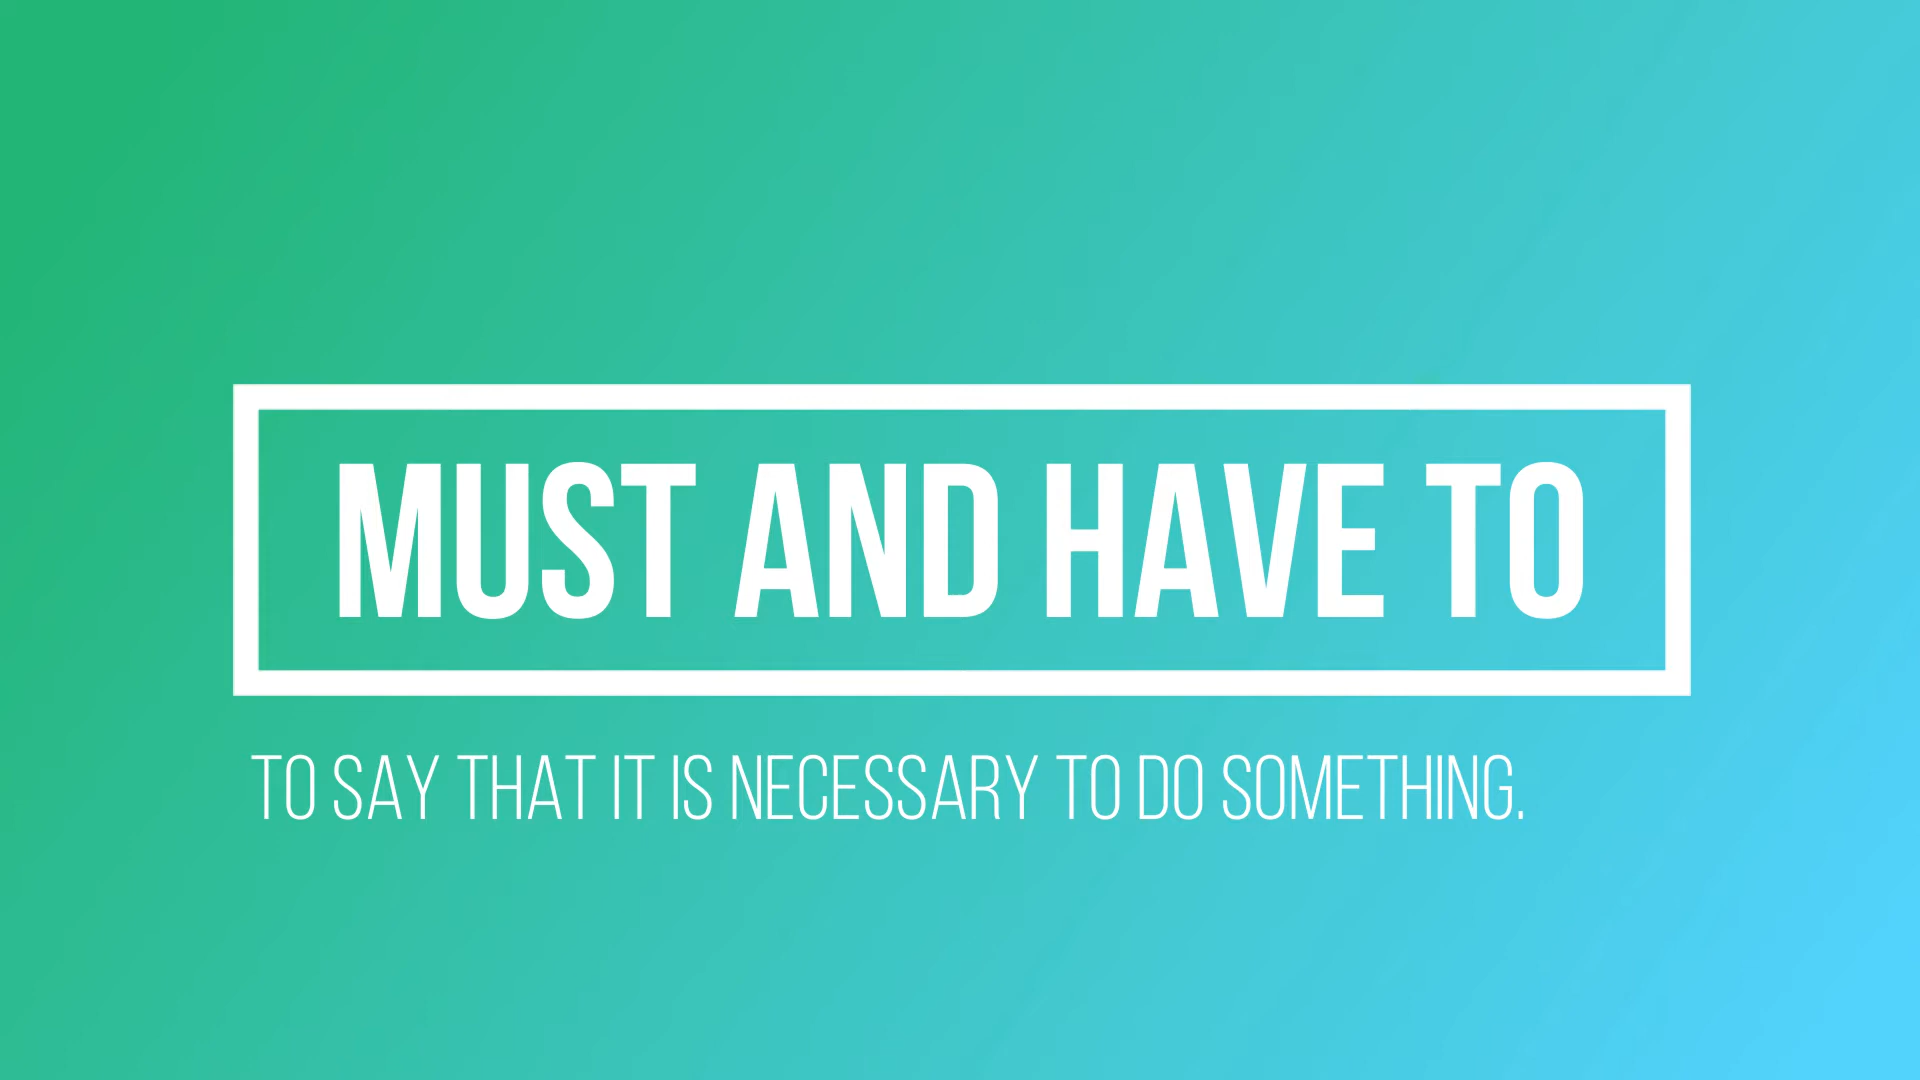 MUST AND HAVE TO
TO SAY THAT IT IS NECESSARY TO DO SOMETHING.